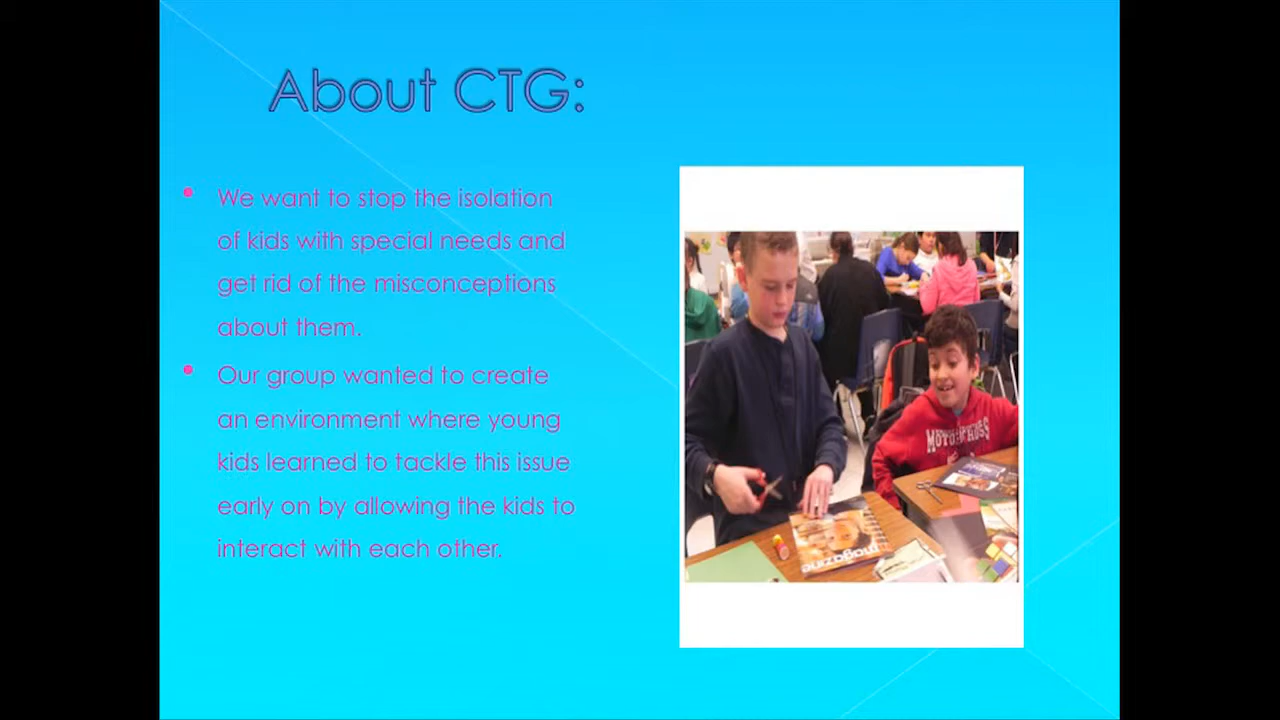 About CTG:
We want to stop the isolation
of kids with special needs and
get rid of the misconceptions
about them.
Our group wanted to create
an environment where young
kids learned to tackle this issue
early on by allowing the kids to
interact with each other.
magazine